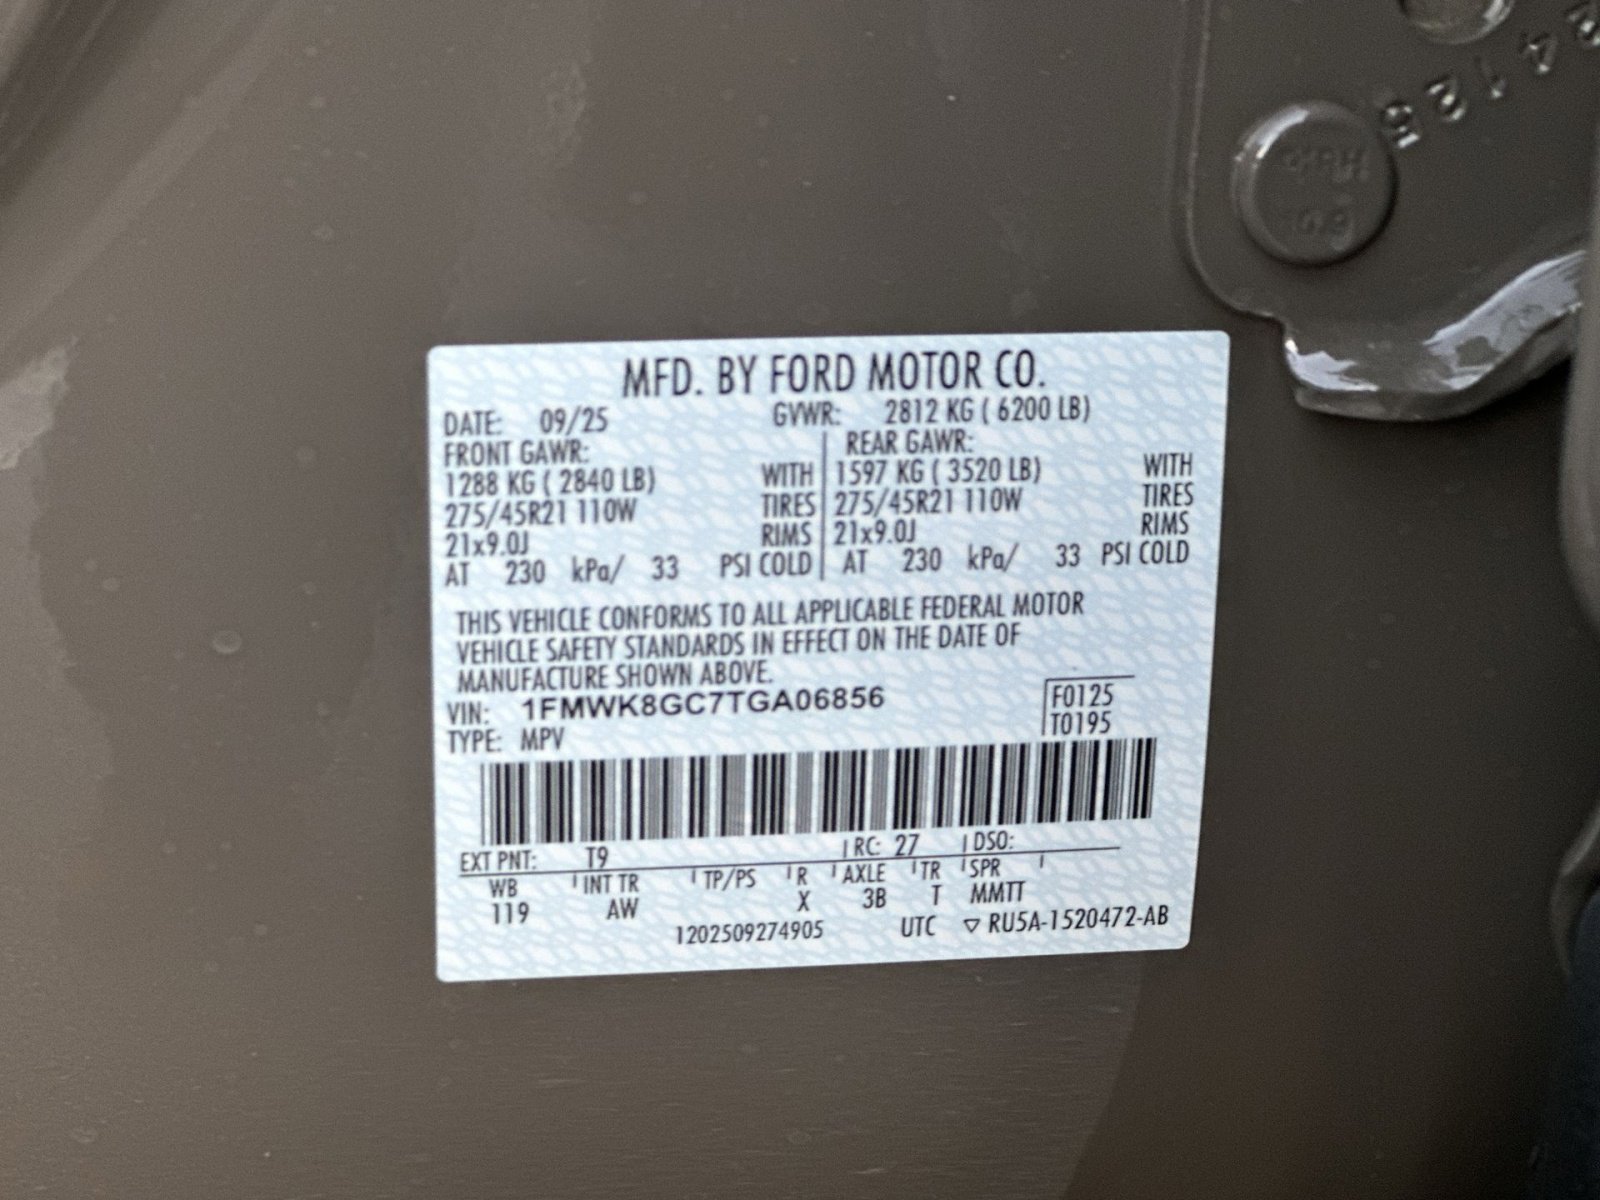 24125
MFD. BY FORD MOTOR CO.
DATE: 09/25 GVWR: 2812 KG ( 6200 LB)
FRONT GAWR: REAR GAWR:
1288 KG ( 2840 LB) WITH 1597 KG ( 3520 LB) WITH
275/45R21 110W TIRES 275/45R21 110W TIRES
21x9.0J RIMS 21x9.0J RIMS
AT 230 kPa/ 33 PSI COLD AT 230 kPa/ 33 PSI COLD
THIS VEHICLE CONFORMS TO ALL APPLICABLE FEDERAL MOTOR
VEHICLE SAFETY STANDARDS IN EFFECT ON THE DATE OF
MANUFACTURE SHOWN ABOVE.
VIN: 1FMWK8GC7TGA06856 F0125
TYPE: MPV T0195
EXT PNT: T9 RC: 27 DSO:
WB INT TR TP/PS R AXLE TR SPR
119 AW X 3B T MMTT
1202509274905 UTC ▽ RU5A-1520472-AB